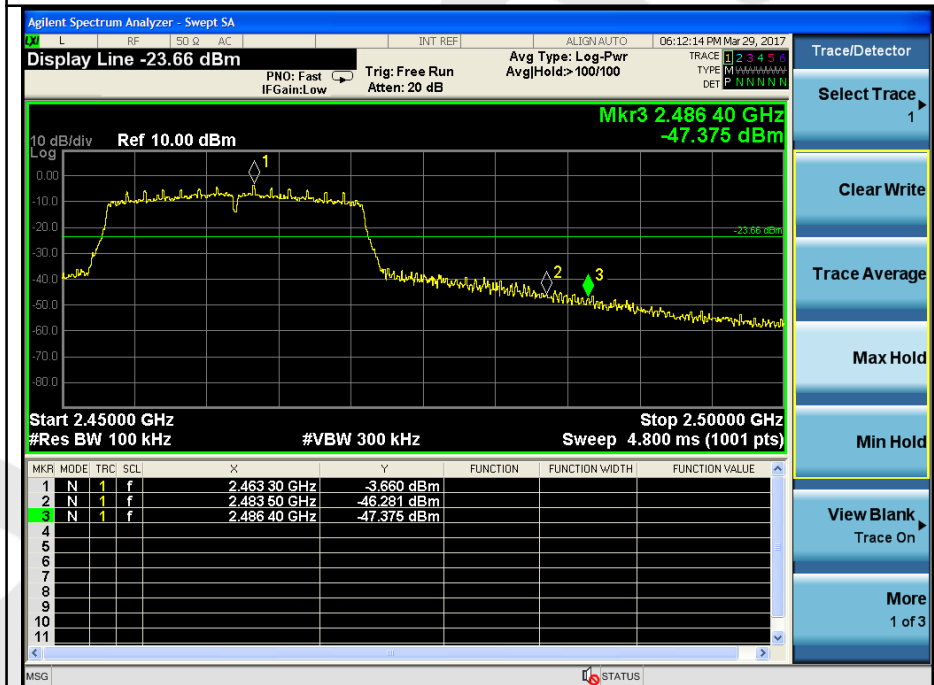 Agilent Spectrum Analyzer - Swept SA
LXI L RF 50 Ω AC INT REF ALIGN AUTO 06:12:14 PM Mar 29, 2017
Display Line -23.66 dBm
PNO: Fast
IFGain:Low
Trig: Free Run
Atten: 20 dB
Avg Type: Log-Pwr
Avg|Hold:>100/100
TRACE 1 2 3 4 5 6
TYPE M WWWWW
DET P N N N N N
Mkr3 2.486 40 GHz
-47.375 dBm
10 dB/div Ref 10.00 dBm
Log
0.00
-10.0
-20.0
-30.0
-40.0
-50.0
-60.0
-70.0
-80.0
1
-23.66 dBm
2
3
Start 2.45000 GHz Stop 2.50000 GHz
#Res BW 100 kHz #VBW 300 kHz Sweep 4.800 ms (1001 pts)
MKR MODE TRC SCL X Y FUNCTION FUNCTION WIDTH FUNCTION VALUE
1 N 1 f 2.463 30 GHz -3.660 dBm
2 N 1 f 2.483 50 GHz -46.281 dBm
3 N 1 f 2.486 40 GHz -47.375 dBm
4
5
6
7
8
9
10
11
MSG STATUS
Trace/Detector
Select Trace
1
Clear Write
Trace Average
Max Hold
Min Hold
View Blank
Trace On
More
1 of 3